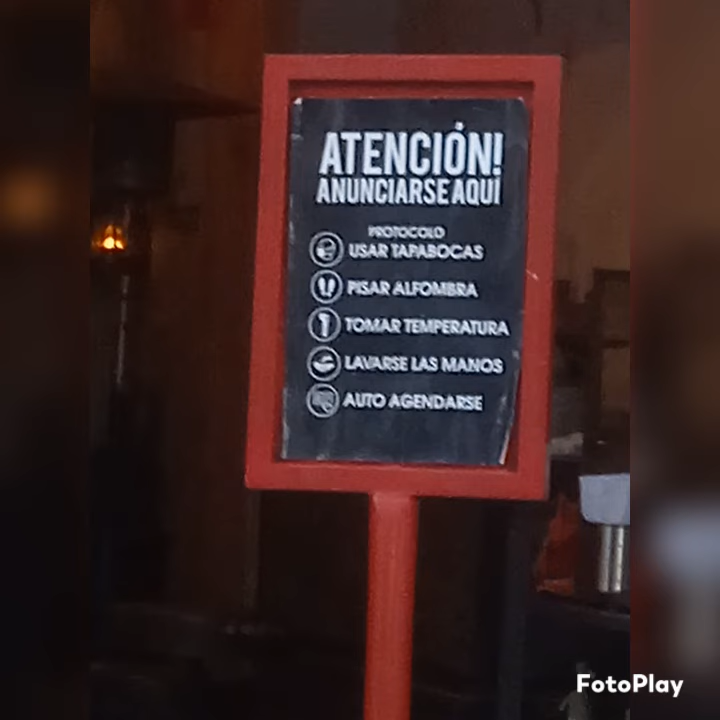 ATENCIÓN!
ANUNCIARSE AQUÍ
PROTOCOLO
USAR TAPABOCAS
PISAR ALFOMBRA
TOMAR TEMPERATURA
LAVARSE LAS MANOS
AUTO AGENDARSE
FotoPlay